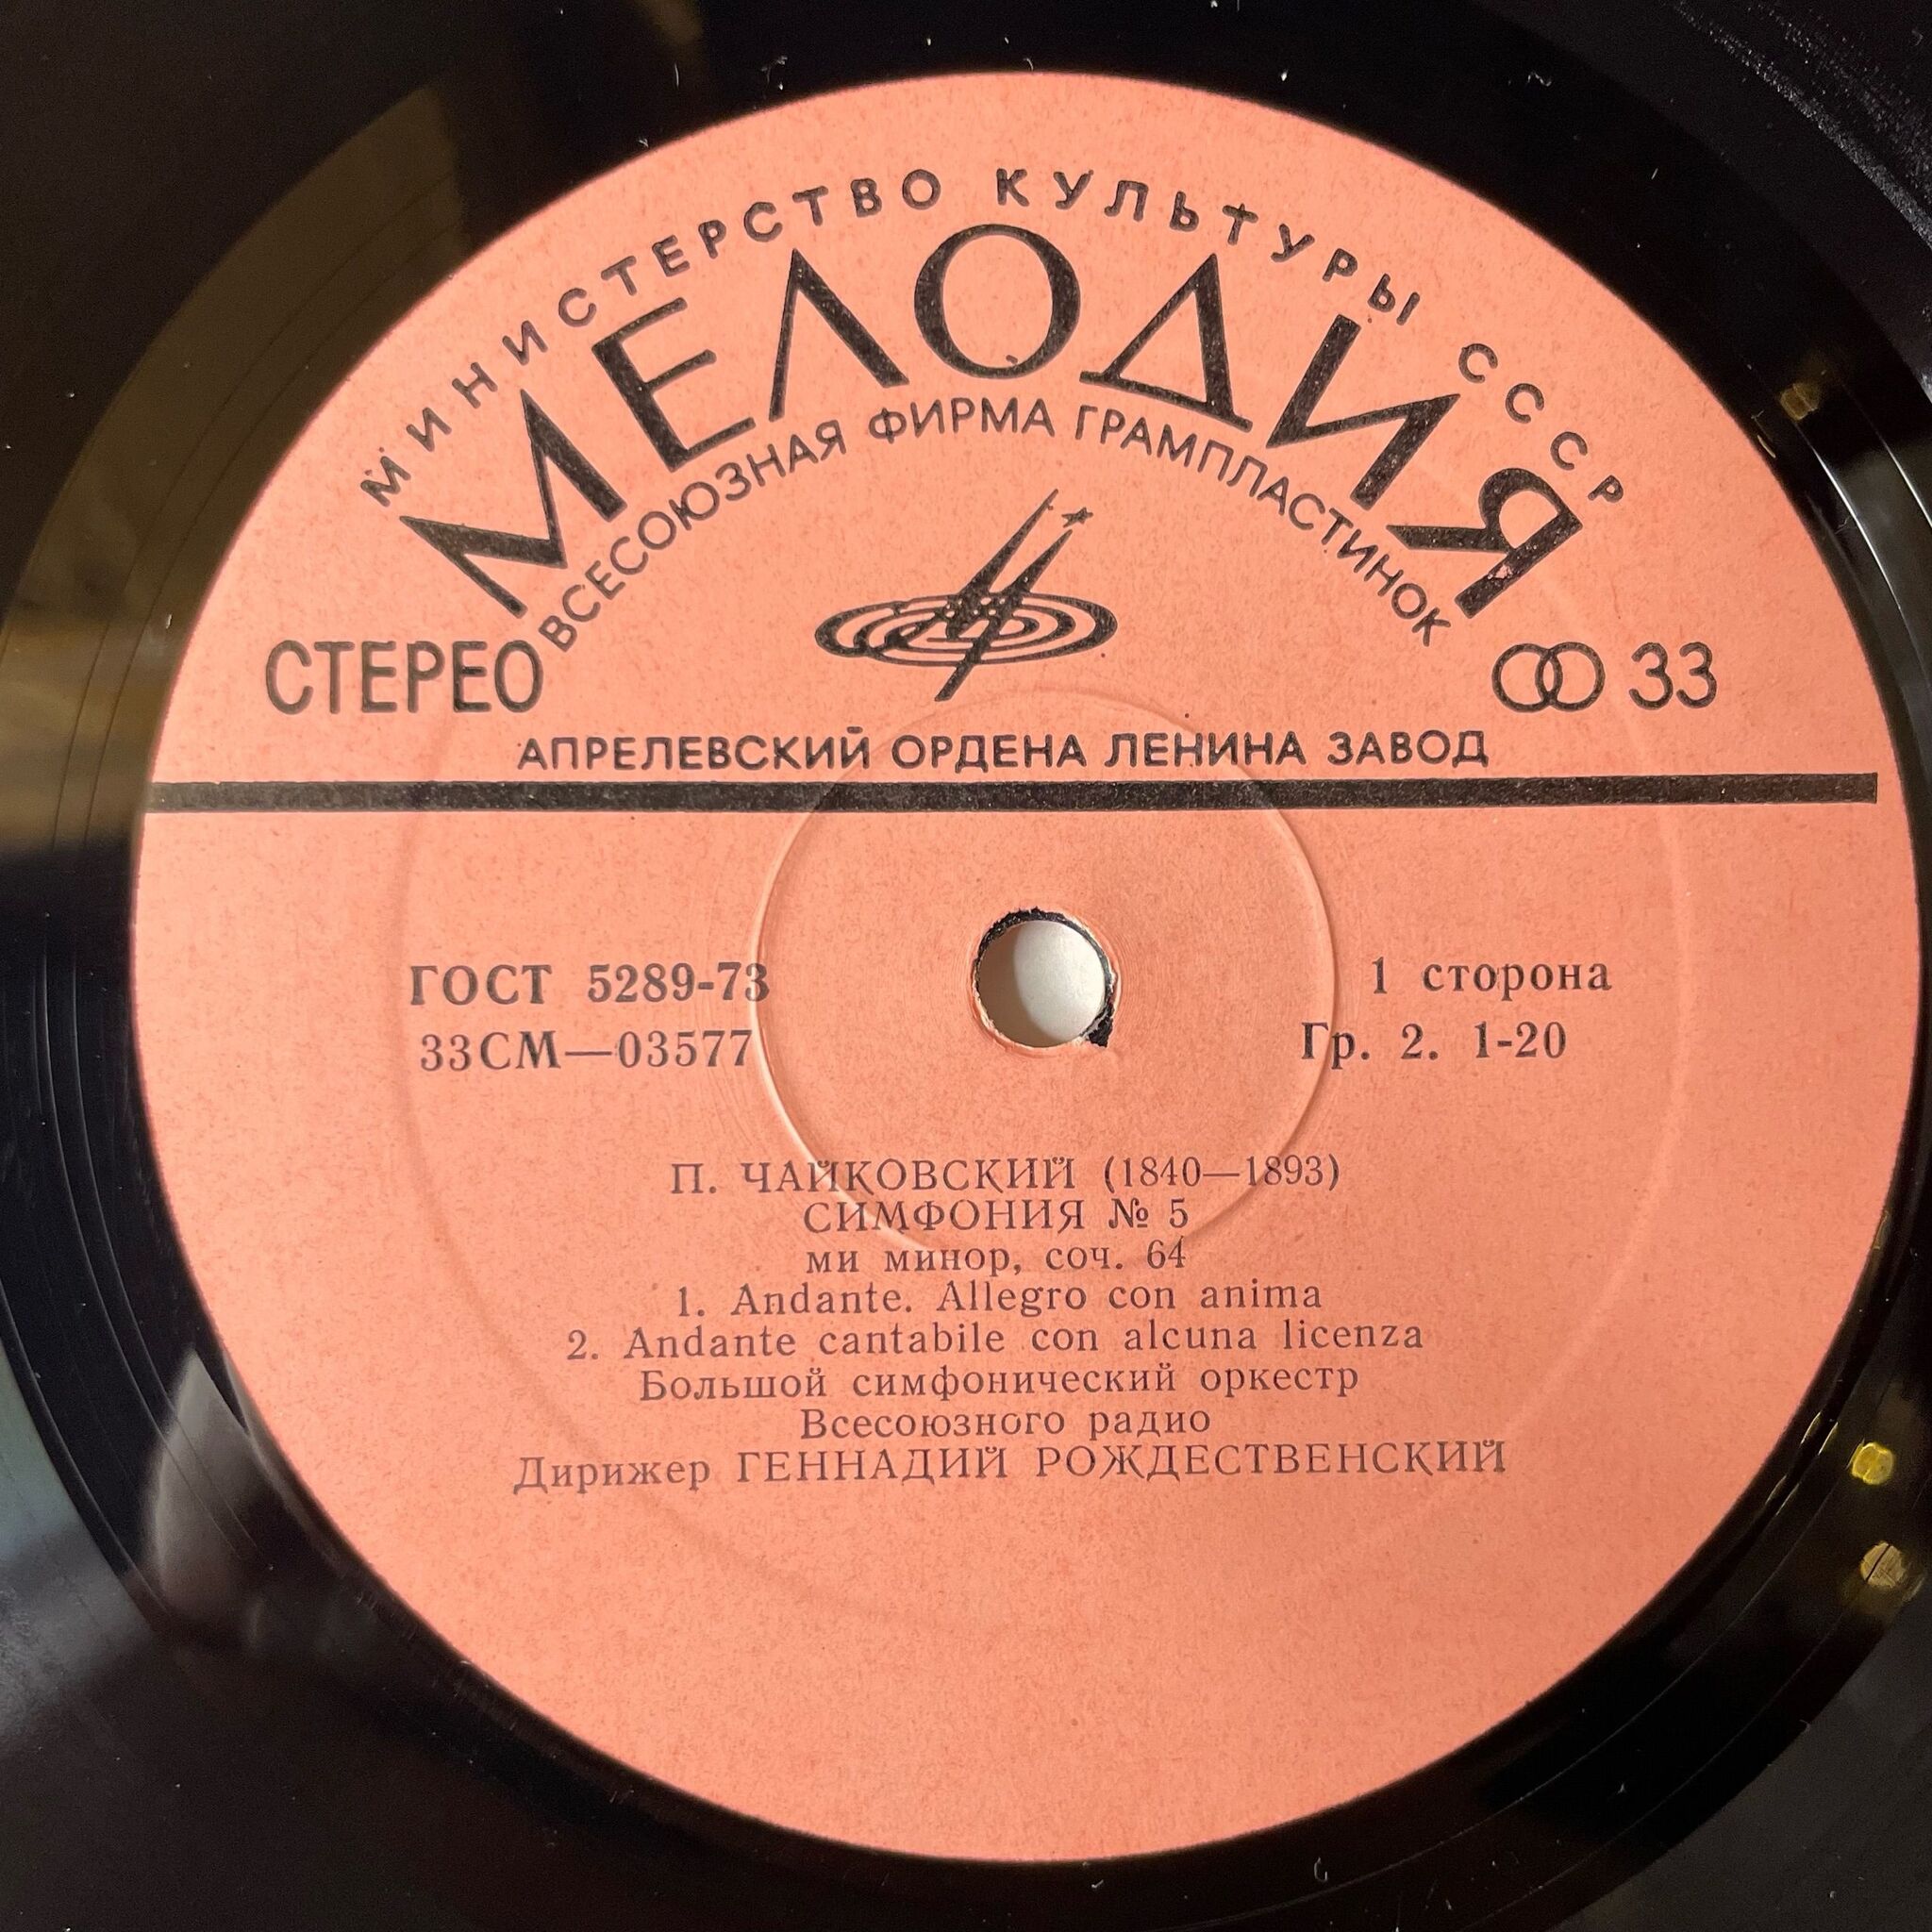 МИНИСТЕРСТВО КУЛЬТУРЫ СССР
МЕЛОДИЯ
ВСЕСОЮЗНАЯ ФИРМА ГРАМПЛАСТИНОК
СТЕРЕО
33
АПРЕЛЕВСКИЙ ОРДЕНА ЛЕНИНА ЗАВОД
ГОСТ 5289-73
1 сторона
33СМ—03577
Гр. 2. 1-20
П. ЧАЙКОВСКИЙ (1840—1893)
СИМФОНИЯ № 5
ми минор, соч. 64
1. Andante. Allegro con anima
2. Andante cantabile con alcuna licenza
Большой симфонический оркестр
Всесоюзного радио
Дирижер ГЕННАДИЙ РОЖДЕСТВЕНСКИЙ